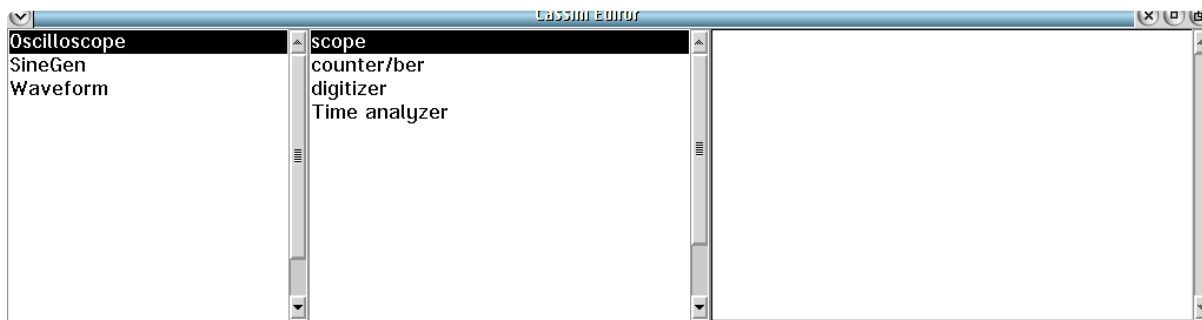 Cassini Editor
Oscilloscope
SineGen
Waveform
scope
counter/ber
digitizer
Time analyzer